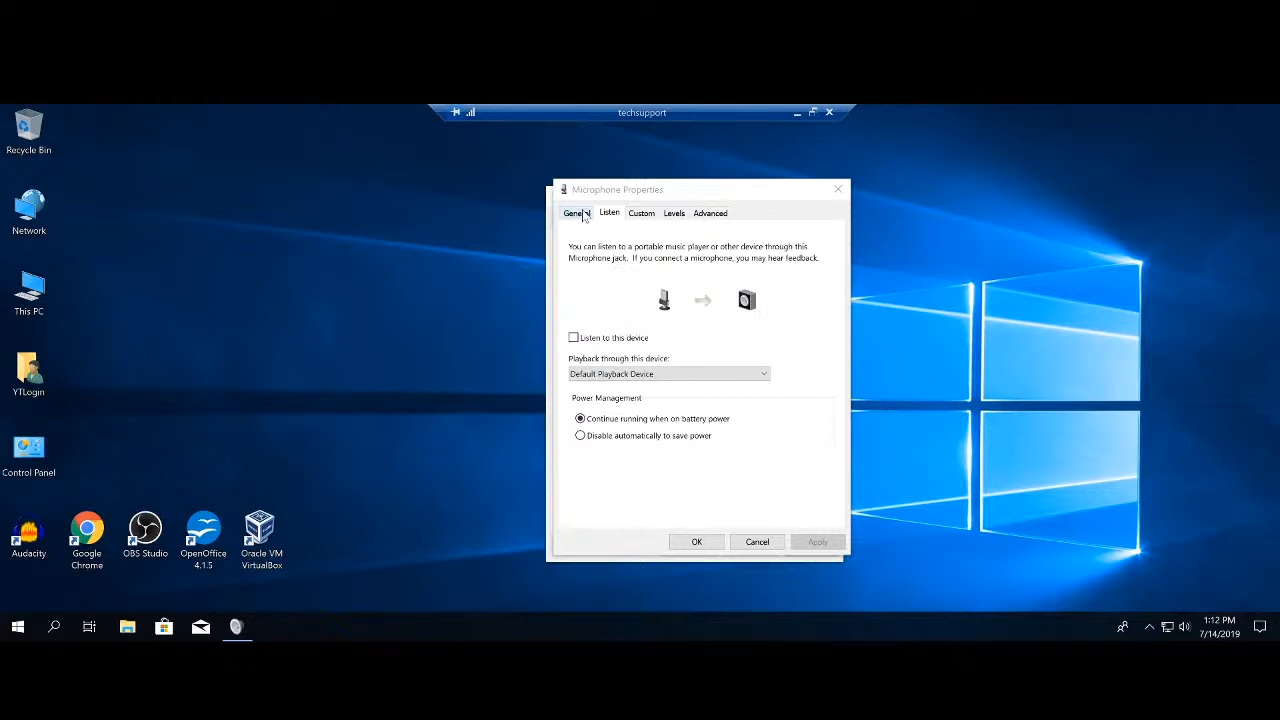 techsupport
Recycle Bin
Network
This PC
YTLogin
Control Panel
Audacity
Google
Chrome
OBS Studio
OpenOffice
4.1.5
Oracle VM
VirtualBox
Microphone Properties
General Listen Custom Levels Advanced
You can listen to a portable music player or other device through this
Microphone jack. If you connect a microphone, you may hear feedback.
Listen to this device
Playback through this device:
Default Playback Device
Power Management
Continue running when on battery power
Disable automatically to save power
OK Cancel Apply
1:12 PM
7/14/2019